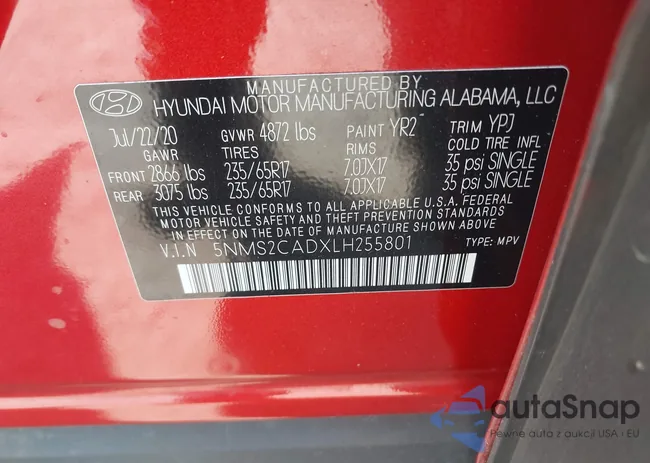 MANUFACTURED BY
HYUNDAI MOTOR MANUFACTURING ALABAMA, LLC
Jul/22/20 GVWR 4872 lbs PAINT YR2 TRIM YPJ
GAWR TIRES RIMS COLD TIRE INFL
FRONT 2866 lbs 235/65R17 7.0JX17 35 psi SINGLE
REAR 3075 lbs 235/65R17 7.0JX17 35 psi SINGLE
THIS VEHICLE CONFORMS TO ALL APPLICABLE U.S.A. FEDERAL
MOTOR VEHICLE SAFETY, BUMPER, AND THEFT PREVENTION
STANDARDS IN EFFECT ON THE DATE OF MANUFACTURE SHOWN ABOVE
V.I.N 5NMS2CADXLH255801 TYPE: MPV
autaSnap
Pewne auta z aukcji USA i EU